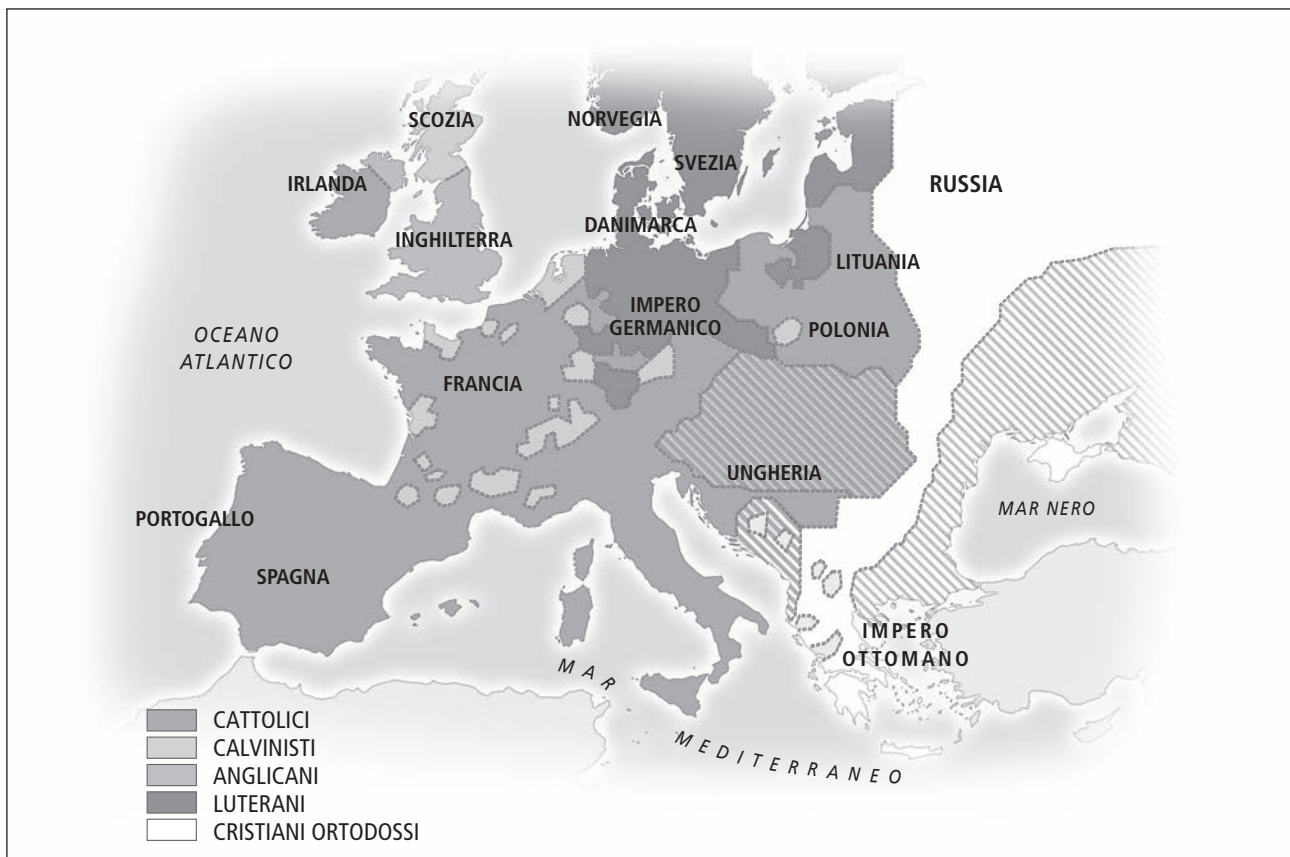 SCOZIA
NORVEGIA
SVEZIA
IRLANDA
RUSSIA
DANIMARCA
INGHILTERRA
LITUANIA
IMPERO
GERMANICO
POLONIA
OCEANO
ATLANTICO
FRANCIA
UNGHERIA
MAR NERO
PORTOGALLO
SPAGNA
IMPERO
OTTOMANO
MAR
MEDITERRANEO
CATTOLICI
CALVINISTI
ANGLICANI
LUTERANI
CRISTIANI ORTODOSSI